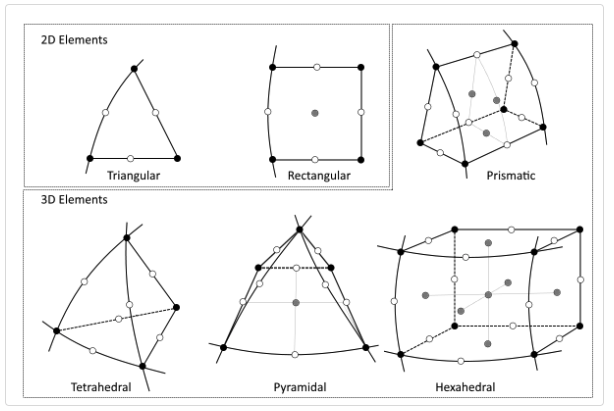 2D Elements
Triangular
Rectangular
Prismatic
3D Elements
Tetrahedral
Pyramidal
Hexahedral